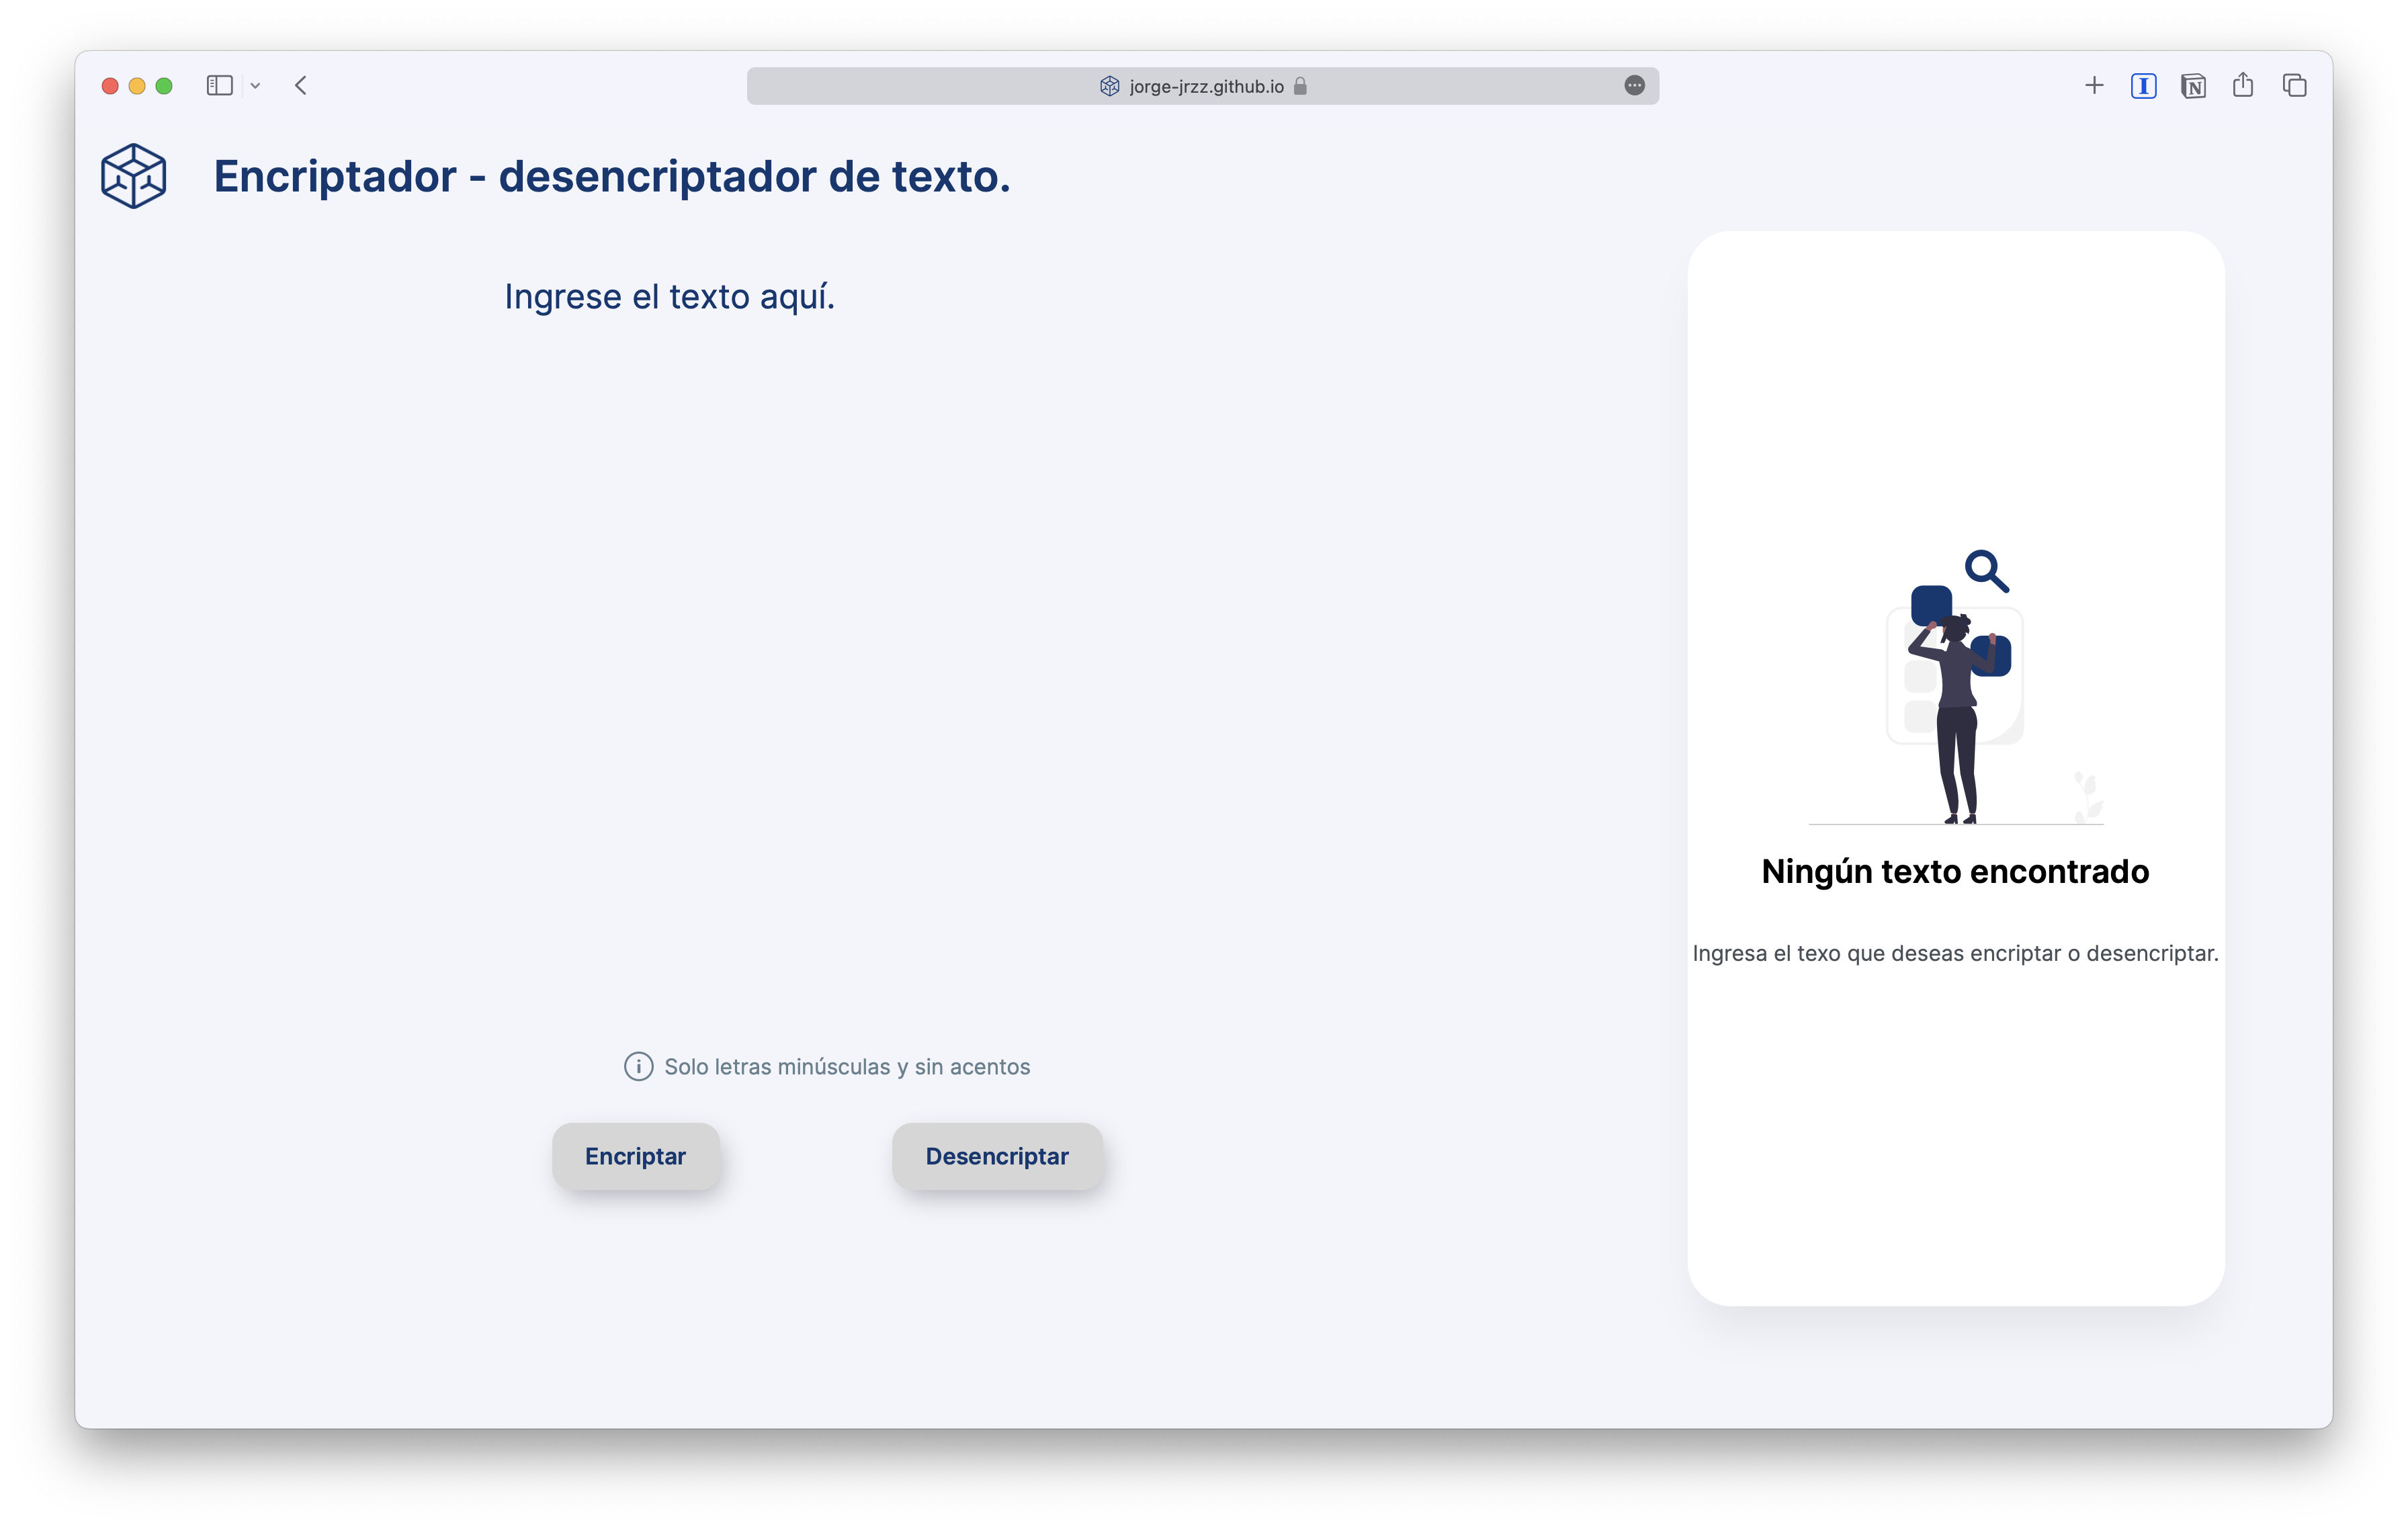 jorge-jrzz.github.io
Encriptador - desencriptador de texto.
Ingrese el texto aquí.
Solo letras minúsculas y sin acentos
Encriptar
Desencriptar
Ningún texto encontrado
Ingresa el texo que deseas encriptar o desencriptar.